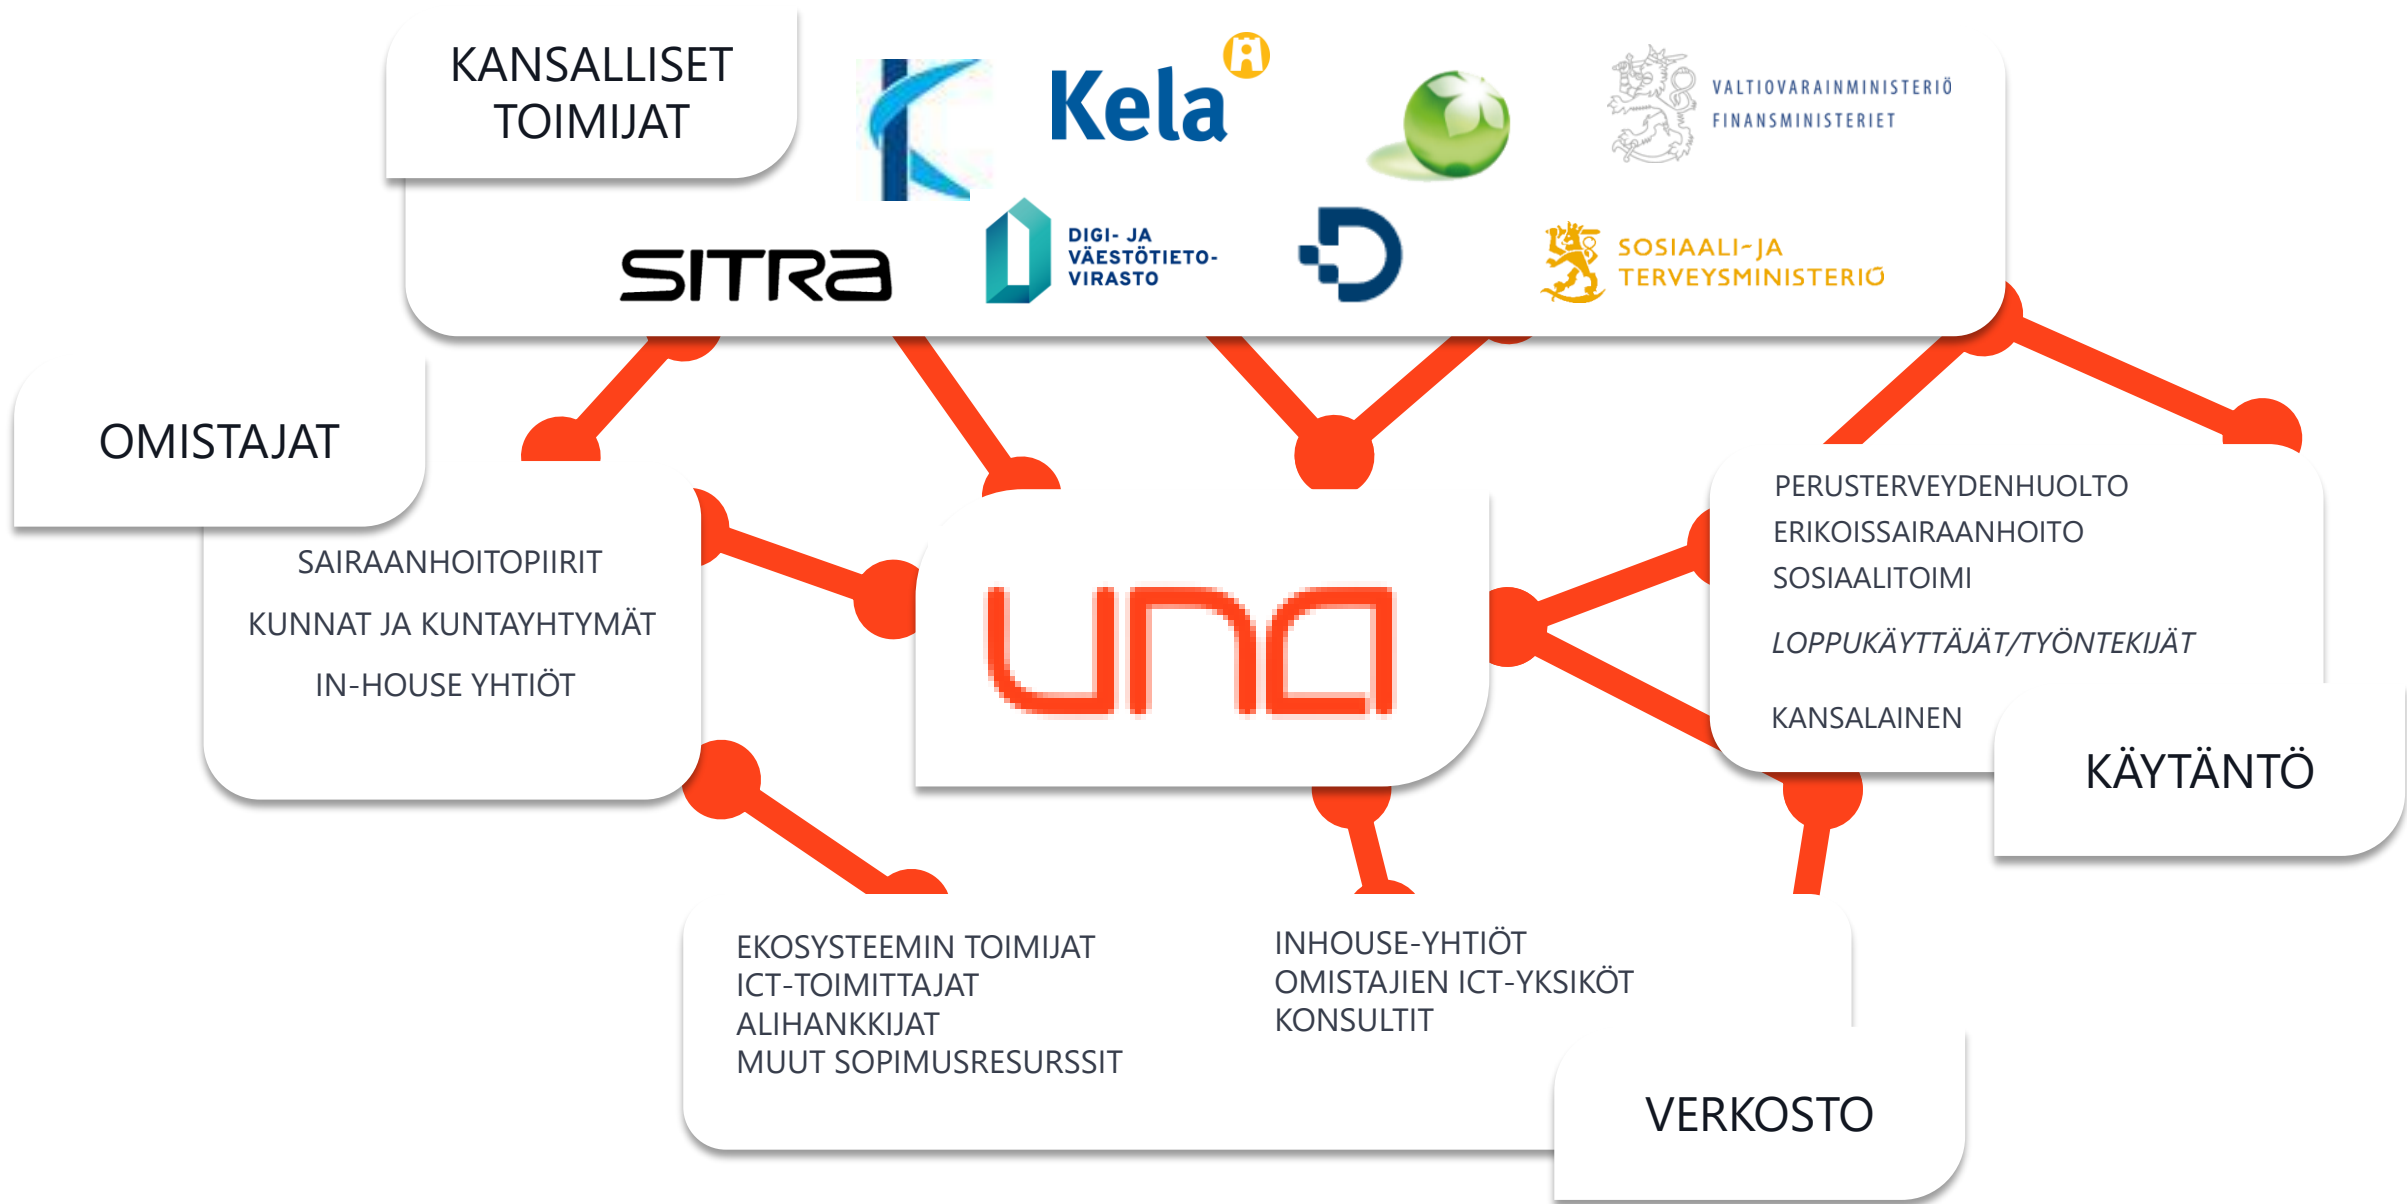 KANSALLISET
TOIMIJAT
Kela
VALTIOVARAINMINISTERIÖ
FINANSMINISTERIET
SITRA
DIGI- JA
VÄESTÖTIETO-
VIRASTO
SOSIAALI-JA
TERVEYSMINISTERIÖ
OMISTAJAT
SAIRAANHOITOPIIRIT
KUNNAT JA KUNTAYHTYMÄT
IN-HOUSE YHTIÖT
una
PERUSTERVEYDENHUOLTO
ERIKOISSAIRAANHOITO
SOSIAALITOIMI
LOPPUKÄYTTÄJÄT/TYÖNTEKIJÄT
KANSALAINEN
KÄYTÄNTÖ
EKOSYSTEEMIN TOIMIJAT
ICT-TOIMITTAJAT
ALIHANKKIJAT
MUUT SOPIMUSRESURSSIT
INHOUSE-YHTIÖT
OMISTAJIEN ICT-YKSIKÖT
KONSULTIT
VERKOSTO